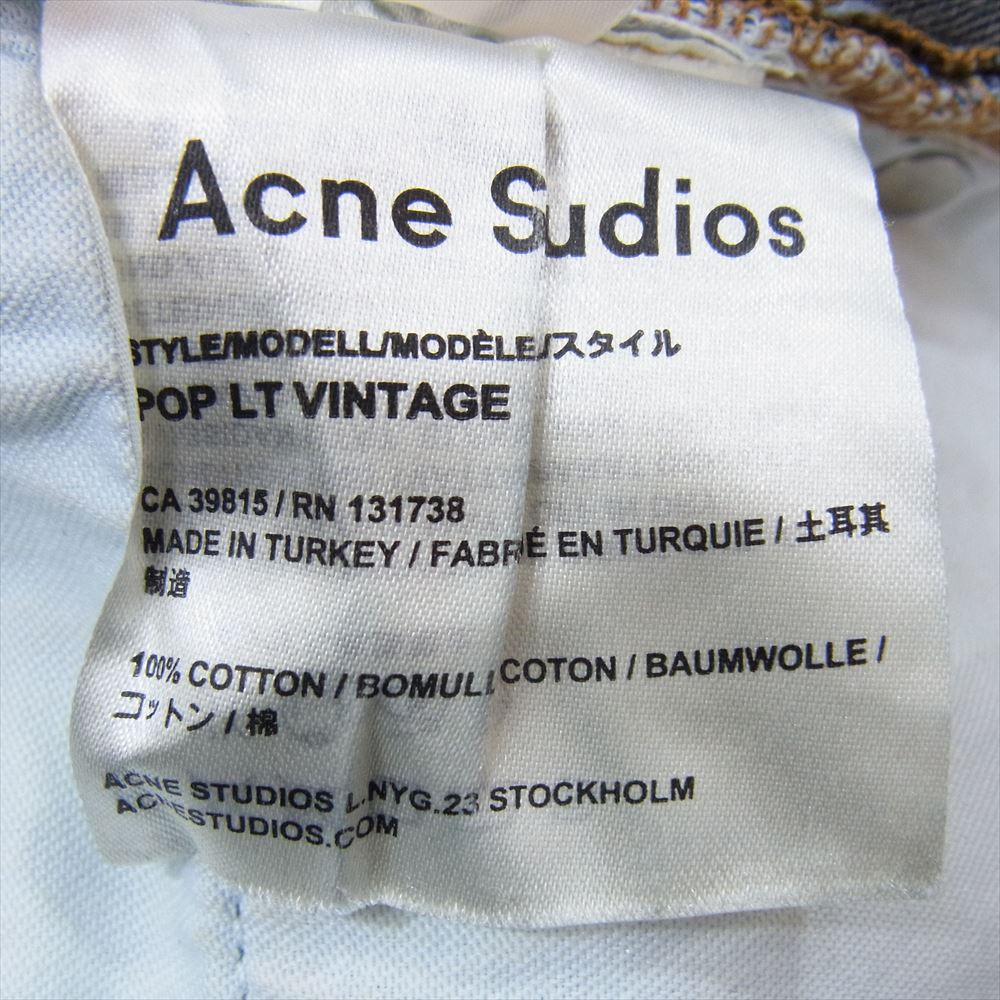 Acne Sudios
STYLE/MODELL/MODÈLE/スタイル
POP LT VINTAGE
CA 39815 / RN 131738
MADE IN TURKEY / FABRÉ EN TURQUIE / 土耳其
制造
100% COTTON / BOMULL COTON / BAUMWOLLE /
コットン / 棉
ACNE STUDIOS L.NYG.23 STOCKHOLM
ACNESTUDIOS.COM